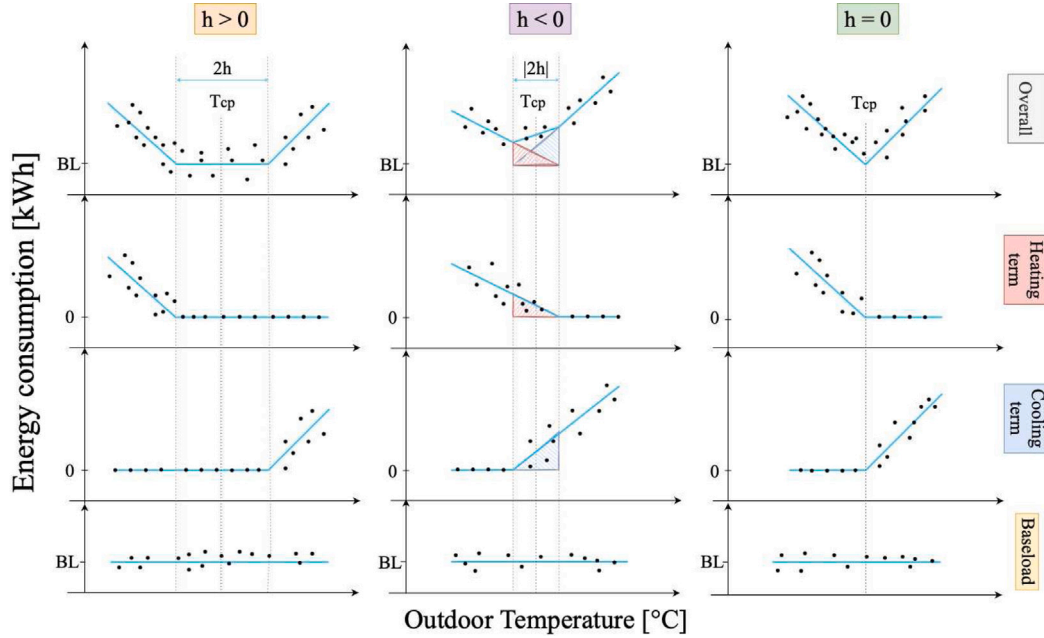 h > 0
h < 0
h = 0
2h
|2h|
Tcp
Tcp
Tcp
BL
BL
BL
Overall
0
0
0
Heating
term
0
0
0
Cooling
term
BL
BL
BL
Baseload
Energy consumption [kWh]
Outdoor Temperature [°C]